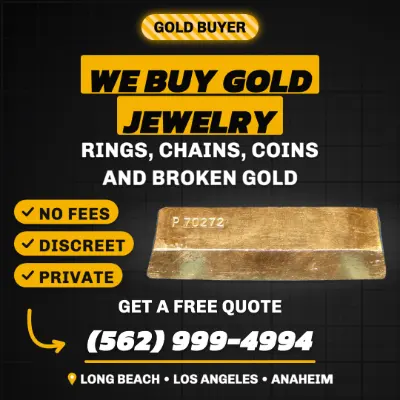 GOLD BUYER
WE BUY GOLD
JEWELRY
RINGS, CHAINS, COINS
AND BROKEN GOLD
NO FEES
DISCREET
PRIVATE
P 70272
GET A FREE QUOTE
(562) 999-4994
LONG BEACH • LOS ANGELES • ANAHEIM